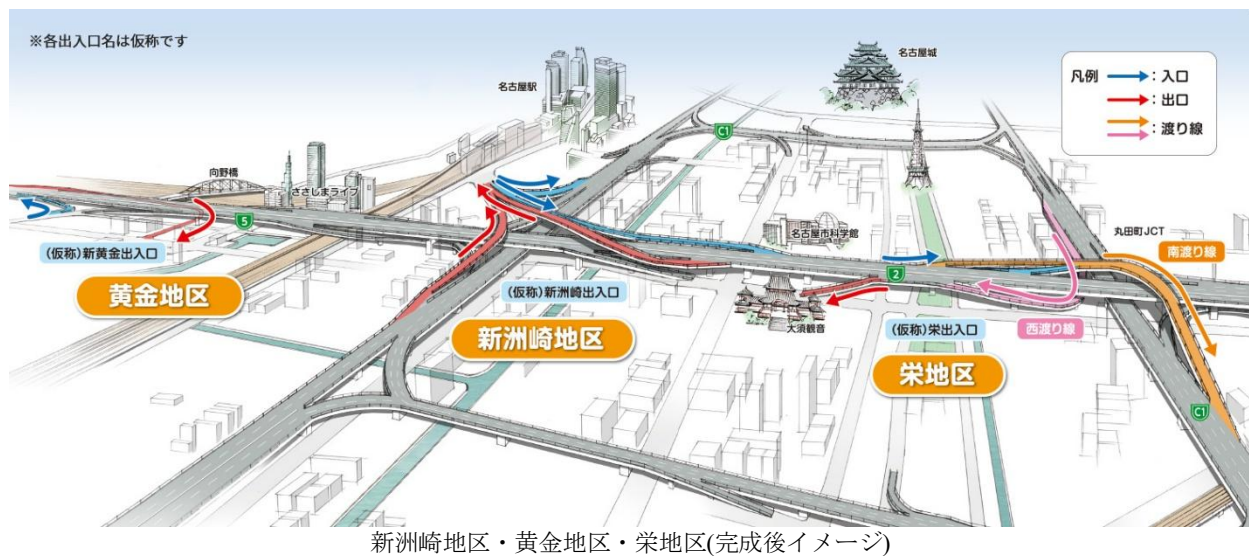 ※各出入口名は仮称です
名古屋駅
名古屋城
凡例
:入口
:出口
:渡り線
C1
向野橋
ささしまライブ
5
(仮称)新黄金出入口
黄金地区
名古屋市科学館
丸田町JCT
南渡り線
2
(仮称)新洲崎出入口
新洲崎地区
大須観音
(仮称)栄出入口
西渡り線
栄地区
C1
新洲崎地区・黄金地区・栄地区(完成後イメージ)